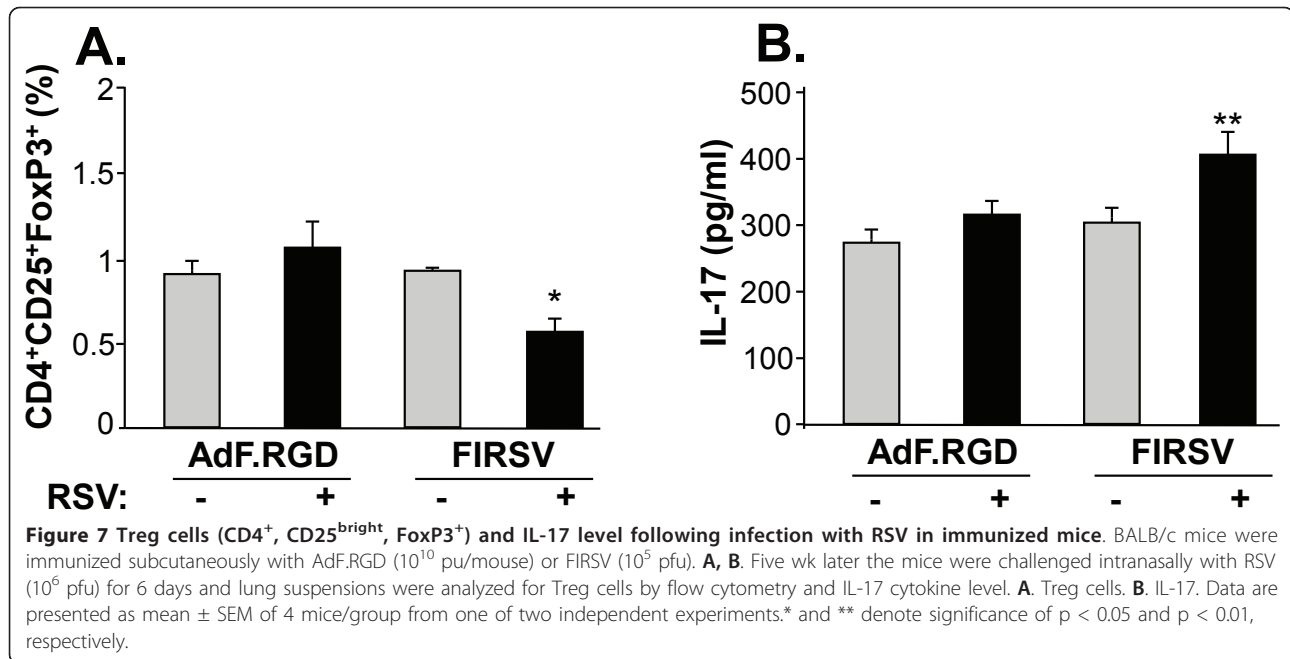 A.
CD4⁺CD25⁺FoxP3⁺ (%)
2
1.5
1
0.5
0
*
AdF.RGD FIRSV
RSV: - + - +
B.
IL-17 (pg/ml)
500
400
300
200
100
0
**
AdF.RGD FIRSV
- + - +
Figure 7 Treg cells (CD4⁺, CD25ᵇʳⁱᵍʰᵗ, FoxP3⁺) and IL-17 level following infection with RSV in immunized mice. BALB/c mice were
immunized subcutaneously with AdF.RGD (10¹⁰ pu/mouse) or FIRSV (10⁵ pfu). A, B. Five wk later the mice were challenged intranasally with RSV
(10⁶ pfu) for 6 days and lung suspensions were analyzed for Treg cells by flow cytometry and IL-17 cytokine level. A. Treg cells. B. IL-17. Data are
presented as mean ± SEM of 4 mice/group from one of two independent experiments.* and ** denote significance of p < 0.05 and p < 0.01,
respectively.